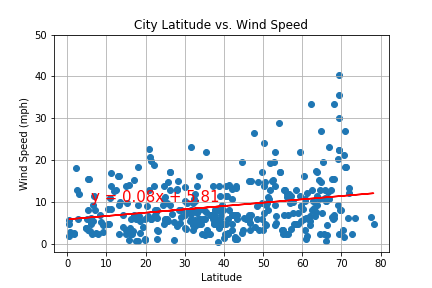 City Latitude vs. Wind Speed
50
40
30
20
10
0
Wind Speed (mph)
y = 0.08x + 5.81
0 10 20 30 40 50 60 70 80
Latitude